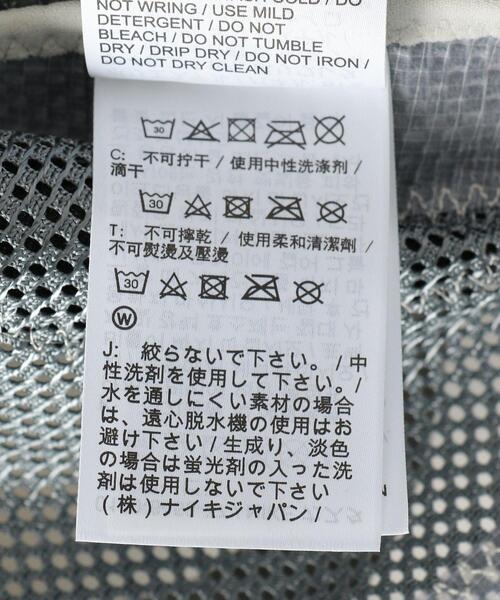 NOT WRING / USE MILD
DETERGENT / DO NOT
BLEACH / DO NOT TUMBLE
DRY / DRIP DRY / DO NOT IRON /
DO NOT DRY CLEAN
30
C: 不可拧干 / 使用中性洗涤剂 /
滴干
30
T: 不可擰乾 / 使用柔和清潔劑 /
不可熨燙及壓燙
30
W
J: 絞らないで下さい。 / 中
性洗剤を使用して下さい。 /
水を通しにくい素材の場合
は、遠心脱水機の使用はお
避け下さい / 生成り、淡色
の場合は蛍光剤の入った洗
剤は使用しないで下さい
(株) ナイキジャパン /